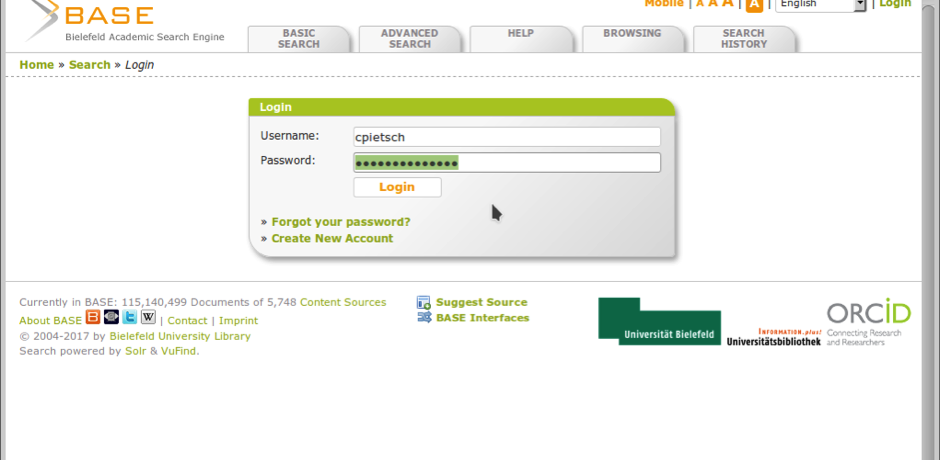 Mobile | A A A | A | English | Login
BASE
Bielefeld Academic Search Engine
BASIC SEARCH
ADVANCED SEARCH
HELP
BROWSING
SEARCH HISTORY
Home » Search » Login
Login
Username: cpietsch
Password: ••••••••••••••
Login
» Forgot your password?
» Create New Account
Currently in BASE: 115,140,499 Documents of 5,748 Content Sources
About BASE | Contact | Imprint
© 2004-2017 by Bielefeld University Library
Search powered by Solr & VuFind.
Suggest Source
BASE Interfaces
Universität Bielefeld
INFORMATION.plus!
Universitätsbibliothek
ORCID
Connecting Research
and Researchers